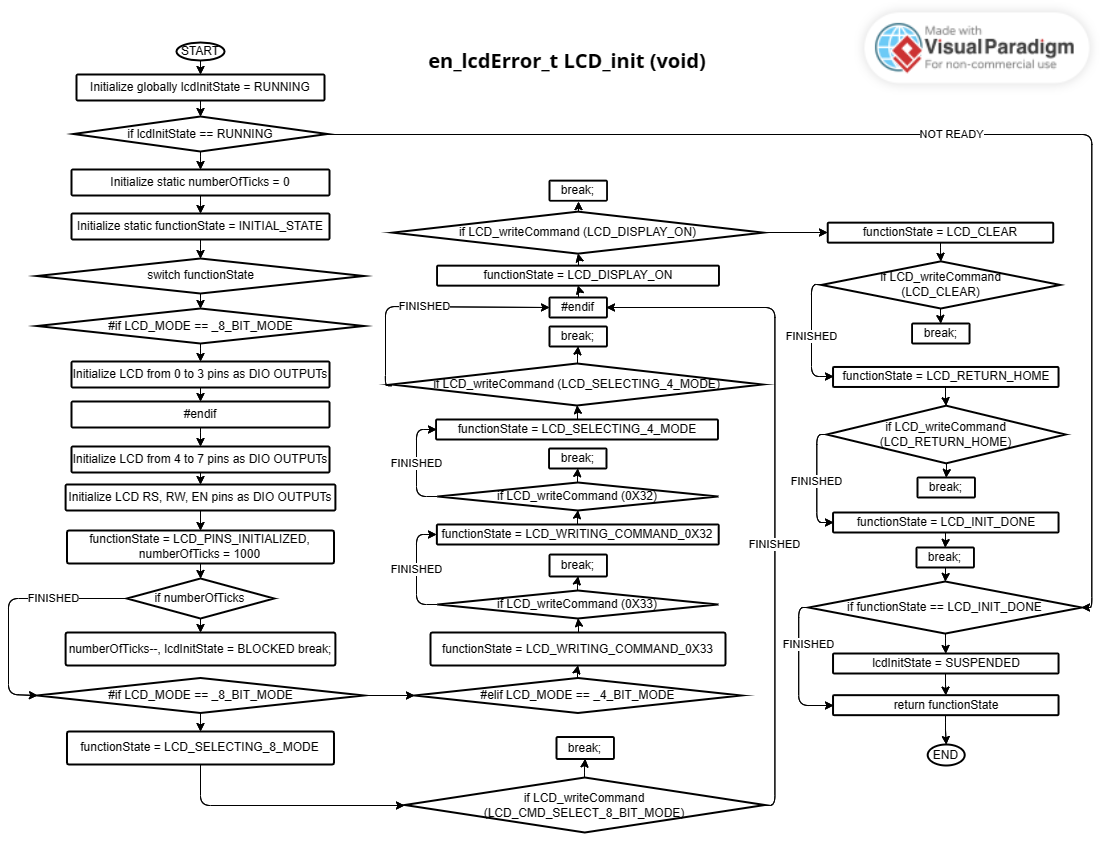 Made with
Visual Paradigm
For non-commercial use
en_lcdError_t LCD_init (void)
START
Initialize globally lcdInitState = RUNNING
if lcdInitState == RUNNING
NOT READY
Initialize static numberOfTicks = 0
Initialize static functionState = INITIAL_STATE
switch functionState
#if LCD_MODE == _8_BIT_MODE
Initialize LCD from 0 to 3 pins as DIO OUTPUTs
#endif
Initialize LCD from 4 to 7 pins as DIO OUTPUTs
Initialize LCD RS, RW, EN pins as DIO OUTPUTs
functionState = LCD_PINS_INITIALIZED,
numberOfTicks = 1000
if numberOfTicks
FINISHED
numberOfTicks--, lcdInitState = BLOCKED break;
#if LCD_MODE == _8_BIT_MODE
functionState = LCD_SELECTING_8_MODE
break;
if LCD_writeCommand (LCD_DISPLAY_ON)
functionState = LCD_DISPLAY_ON
FINISHED
#endif
break;
if LCD_writeCommand (LCD_SELECTING_4_MODE)
functionState = LCD_SELECTING_4_MODE
FINISHED
break;
if LCD_writeCommand (0X32)
functionState = LCD_WRITING_COMMAND_0X32
FINISHED
break;
if LCD_writeCommand (0X33)
functionState = LCD_WRITING_COMMAND_0X33
#elif LCD_MODE == _4_BIT_MODE
FINISHED
break;
if LCD_writeCommand
(LCD_CMD_SELECT_8_BIT_MODE)
functionState = LCD_CLEAR
if LCD_writeCommand
(LCD_CLEAR)
FINISHED
break;
functionState = LCD_RETURN_HOME
if LCD_writeCommand
(LCD_RETURN_HOME)
FINISHED
break;
functionState = LCD_INIT_DONE
break;
if functionState == LCD_INIT_DONE
FINISHED
lcdInitState = SUSPENDED
return functionState
END